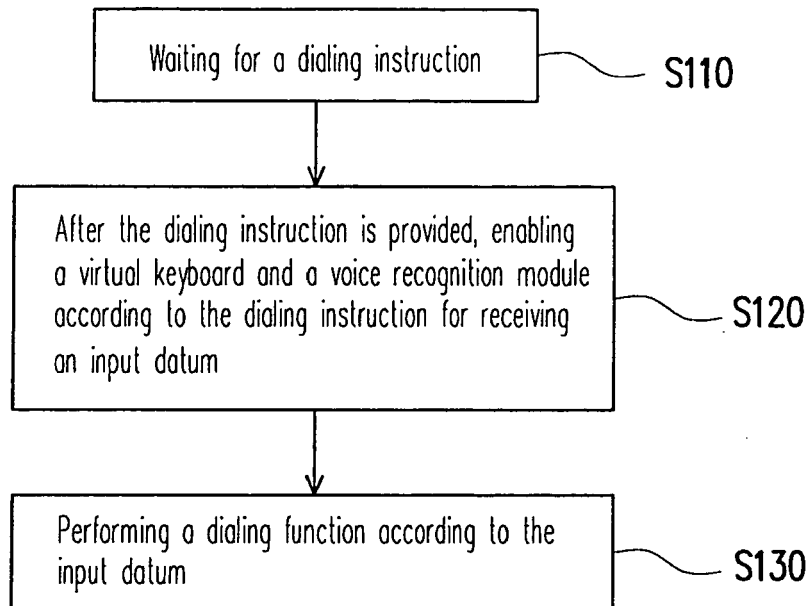 Waiting for a dialing instruction
S110
After the dialing instruction is provided, enabling
a virtual keyboard and a voice recognition module
according to the dialing instruction for receiving
an input datum
S120
Performing a dialing function according to the
input datum
S130